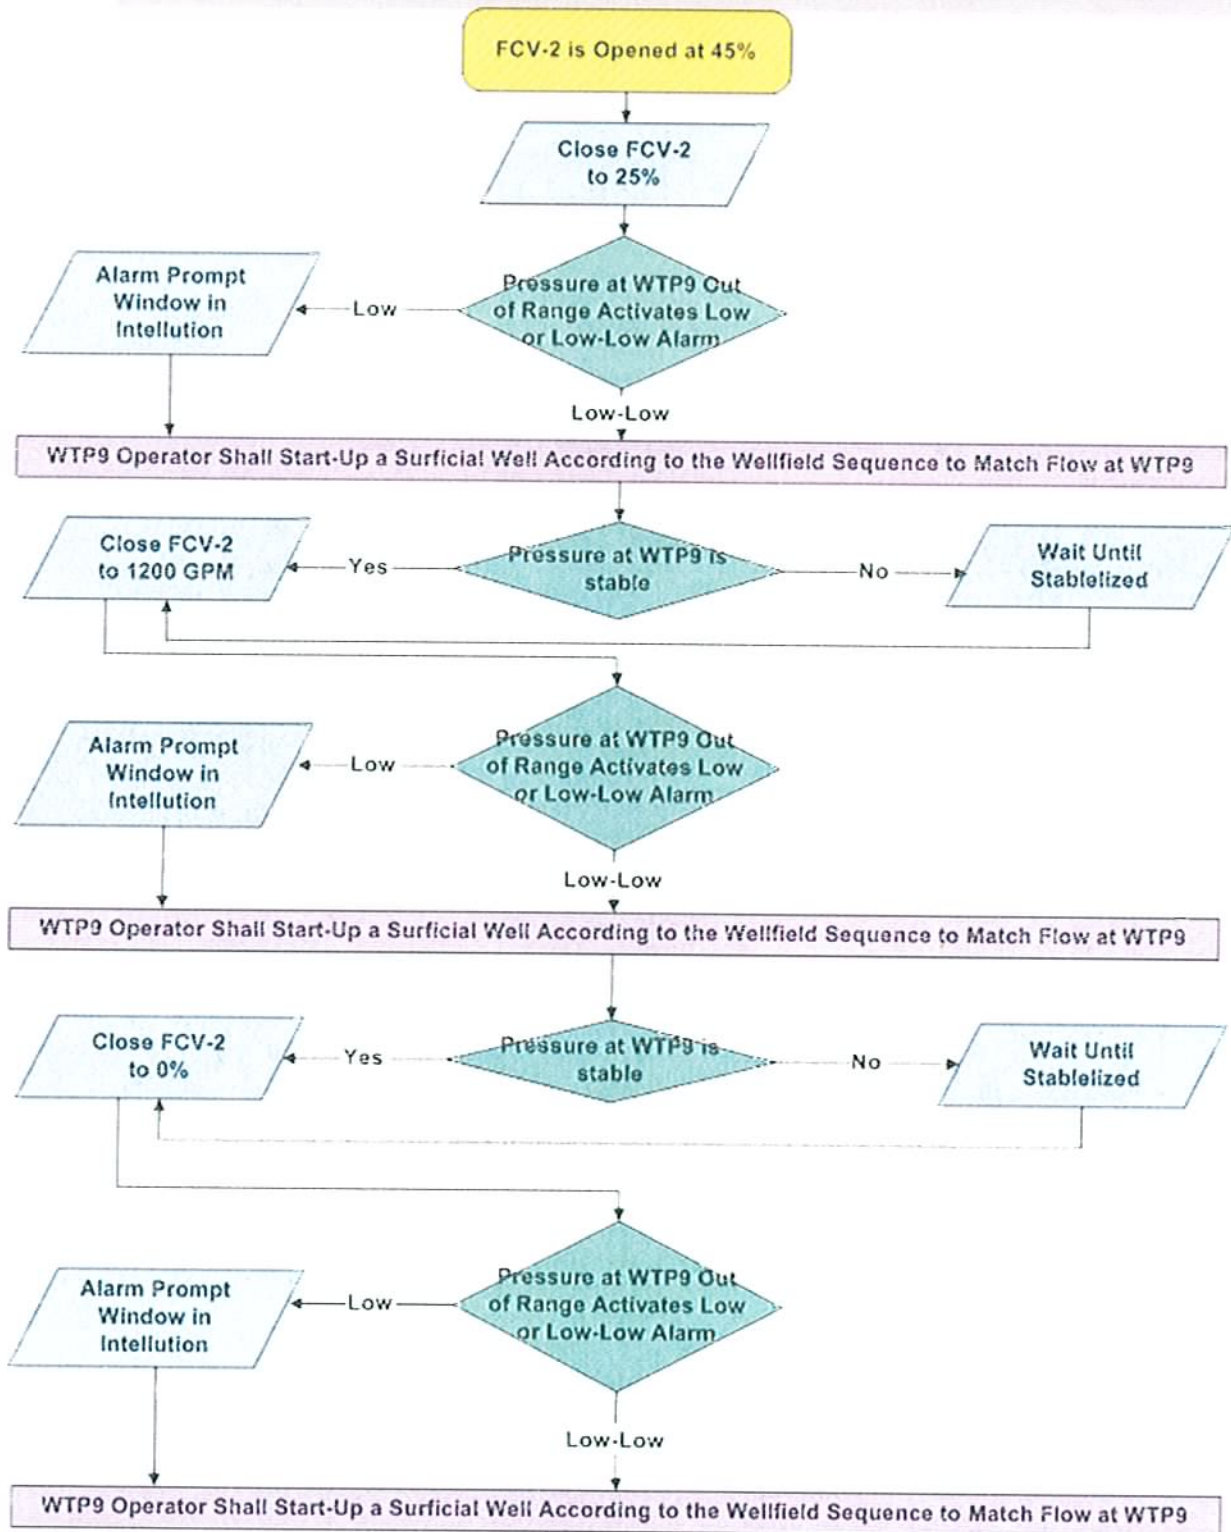 FCV-2 is Opened at 45%
Close FCV-2
to 25%
Pressure at WTP9 Out
of Range Activates Low
or Low-Low Alarm
Low
Alarm Prompt
Window in
Intellution
Low-Low
WTP9 Operator Shall Start-Up a Surficial Well According to the Wellfield Sequence to Match Flow at WTP9
Pressure at WTP9 is
stable
Yes
Close FCV-2
to 1200 GPM
No
Wait Until
Stablelized
Pressure at WTP9 Out
of Range Activates Low
or Low-Low Alarm
Low
Alarm Prompt
Window in
Intellution
Low-Low
WTP9 Operator Shall Start-Up a Surficial Well According to the Wellfield Sequence to Match Flow at WTP9
Pressure at WTP9 is
stable
Yes
Close FCV-2
to 0%
No
Wait Until
Stablelized
Pressure at WTP9 Out
of Range Activates Low
or Low-Low Alarm
Low
Alarm Prompt
Window in
Intellution
Low-Low
WTP9 Operator Shall Start-Up a Surficial Well According to the Wellfield Sequence to Match Flow at WTP9